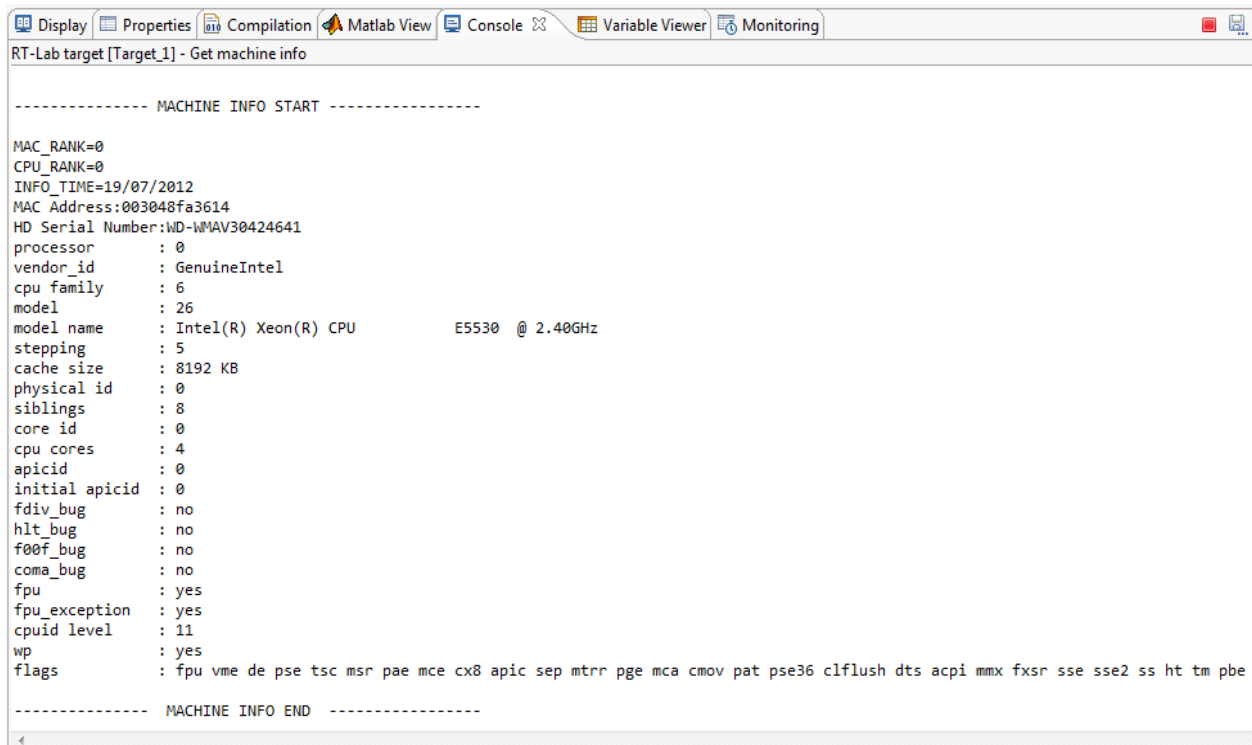 Display Properties Compilation Matlab View Console Variable Viewer Monitoring
RT-Lab target [Target_1] - Get machine info
--------------- MACHINE INFO START -----------------
MAC_RANK=0
CPU_RANK=0
INFO_TIME=19/07/2012
MAC Address:003048fa3614
HD Serial Number:WD-WMAV30424641
processor : 0
vendor_id : GenuineIntel
cpu family : 6
model : 26
model name : Intel(R) Xeon(R) CPU E5530 @ 2.40GHz
stepping : 5
cache size : 8192 KB
physical id : 0
siblings : 8
core id : 0
cpu cores : 4
apicid : 0
initial apicid : 0
fdiv_bug : no
hlt_bug : no
f00f_bug : no
coma_bug : no
fpu : yes
fpu_exception : yes
cpuid level : 11
wp : yes
flags : fpu vme de pse tsc msr pae mce cx8 apic sep mtrr pge mca cmov pat pse36 clflush dts acpi mmx fxsr sse sse2 ss ht tm pbe
--------------- MACHINE INFO END -----------------